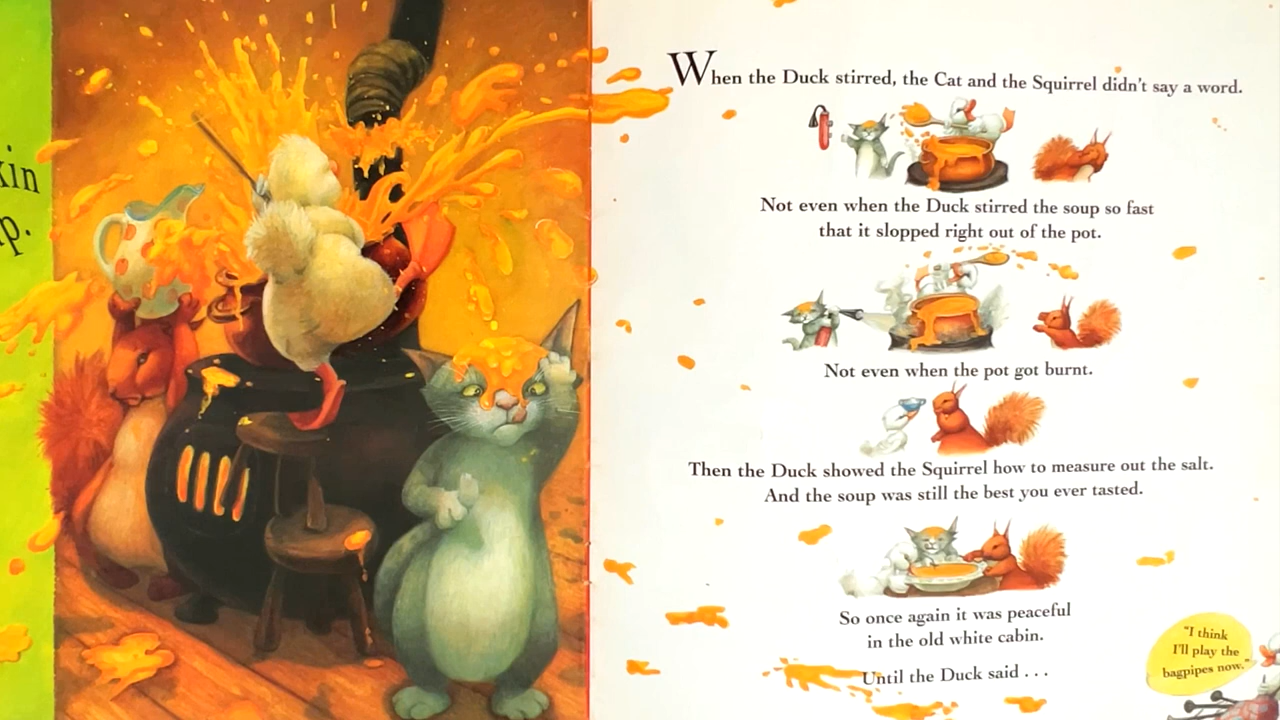 When the Duck stirred, the Cat and the Squirrel didn't say a word.
Not even when the Duck stirred the soup so fast
that it slopped right out of the pot.
Not even when the pot got burnt.
Then the Duck showed the Squirrel how to measure out the salt.
And the soup was still the best you ever tasted.
So once again it was peaceful
in the old white cabin.
Until the Duck said . . .
"I think
I'll play the
bagpipes now."